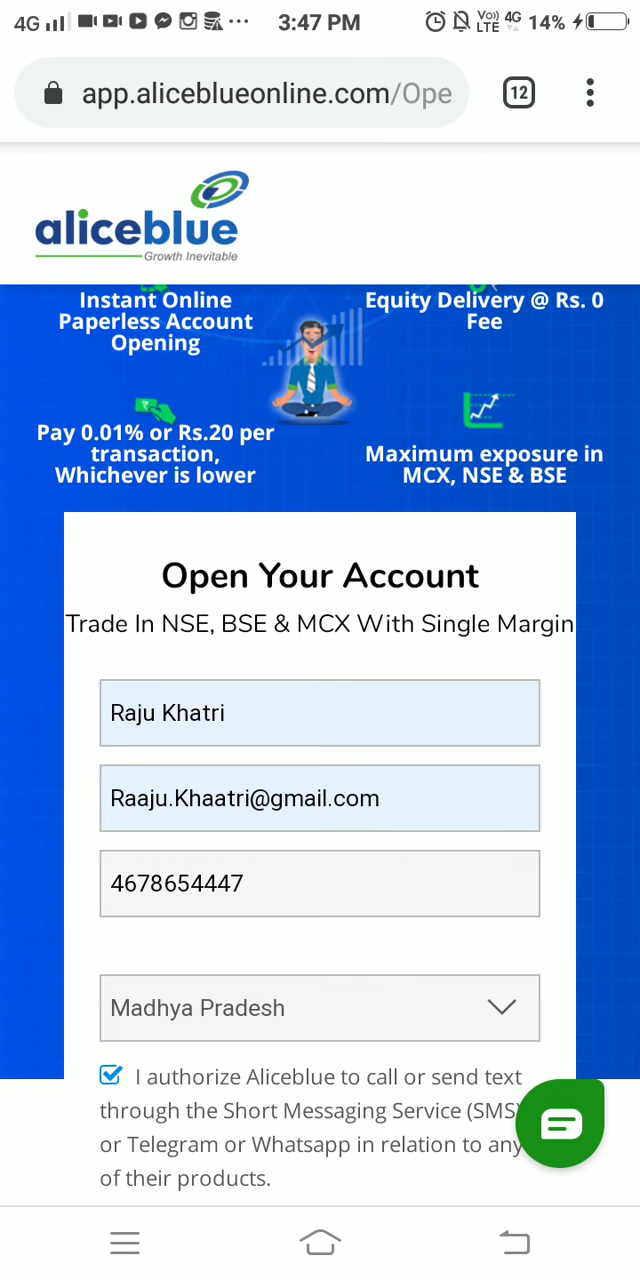 4G 3:47 PM Vo) LTE 4G 14%
app.aliceblueonline.com/Ope 12
aliceblue
Growth Inevitable
Instant Online
Paperless Account
Opening
Equity Delivery @ Rs. 0
Fee
Pay 0.01% or Rs.20 per
transaction,
Whichever is lower
Maximum exposure in
MCX, NSE & BSE
Open Your Account
Trade In NSE, BSE & MCX With Single Margin
Raju Khatri
Raaju.Khaatri@gmail.com
4678654447
Madhya Pradesh
I authorize Aliceblue to call or send text
through the Short Messaging Service (SMS)
or Telegram or Whatsapp in relation to any
of their products.